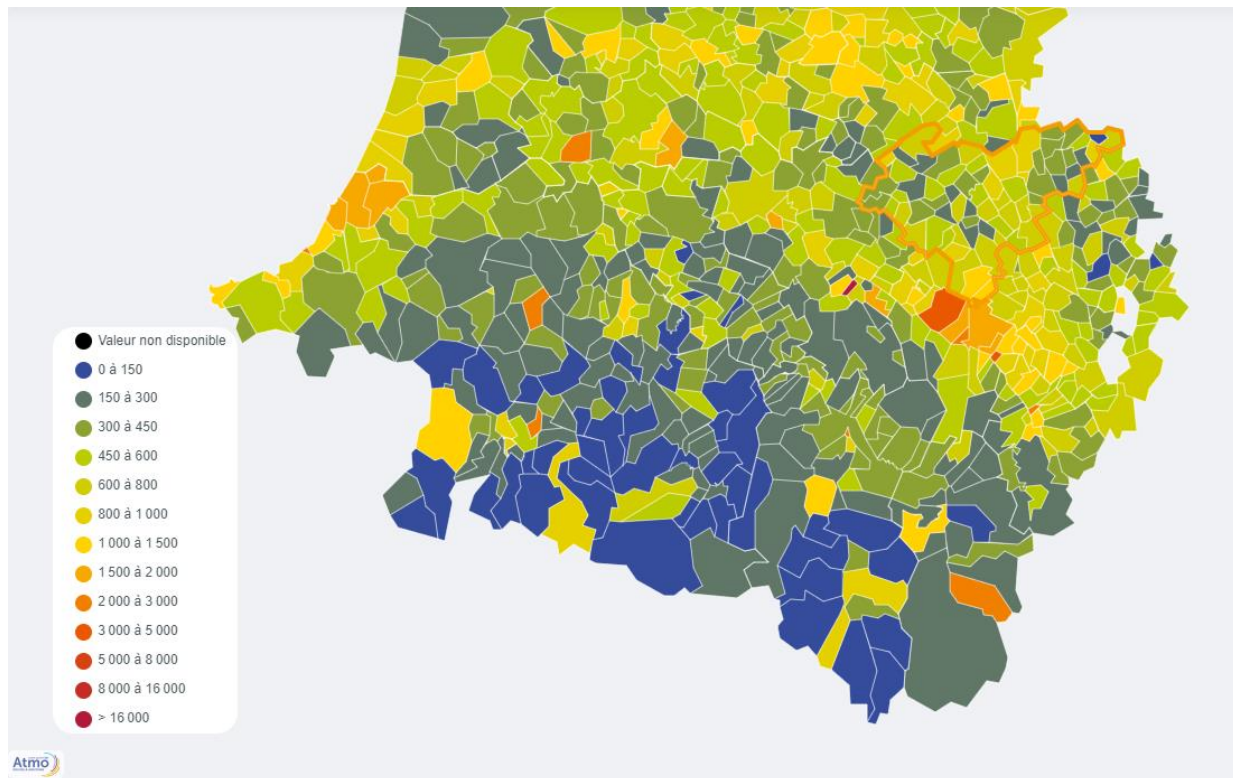 Valeur non disponible
0 à 150
150 à 300
300 à 450
450 à 600
600 à 800
800 à 1 000
1 000 à 1 500
1 500 à 2 000
2 000 à 3 000
3 000 à 5 000
5 000 à 8 000
8 000 à 16 000
> 16 000
Atmo